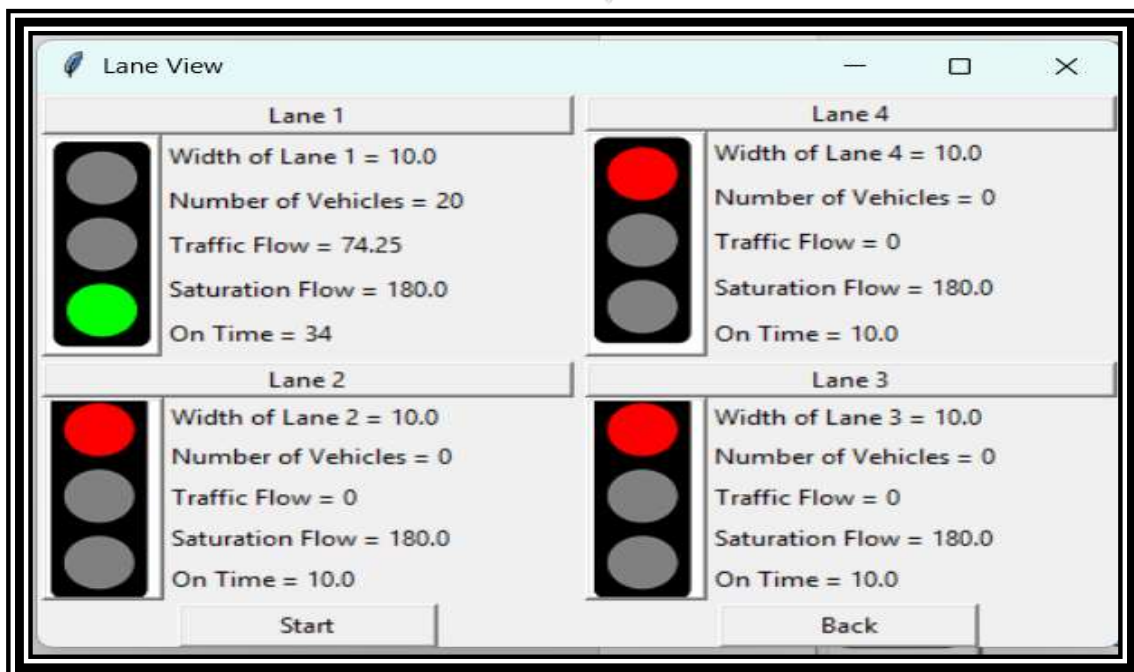 Lane View
Lane 1
Width of Lane 1 = 10.0
Number of Vehicles = 20
Traffic Flow = 74.25
Saturation Flow = 180.0
On Time = 34
Lane 4
Width of Lane 4 = 10.0
Number of Vehicles = 0
Traffic Flow = 0
Saturation Flow = 180.0
On Time = 10.0
Lane 2
Width of Lane 2 = 10.0
Number of Vehicles = 0
Traffic Flow = 0
Saturation Flow = 180.0
On Time = 10.0
Lane 3
Width of Lane 3 = 10.0
Number of Vehicles = 0
Traffic Flow = 0
Saturation Flow = 180.0
On Time = 10.0
Start
Back